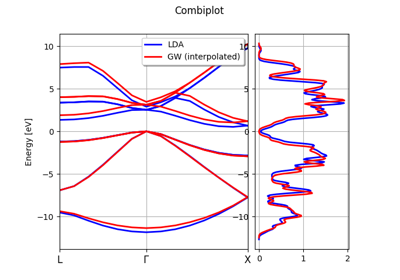 Combiplot
LDA
GW (interpolated)
Energy [eV]
10
5
0
−5
−10
L
Γ
X
10
5
0
−5
−10
0
1
2